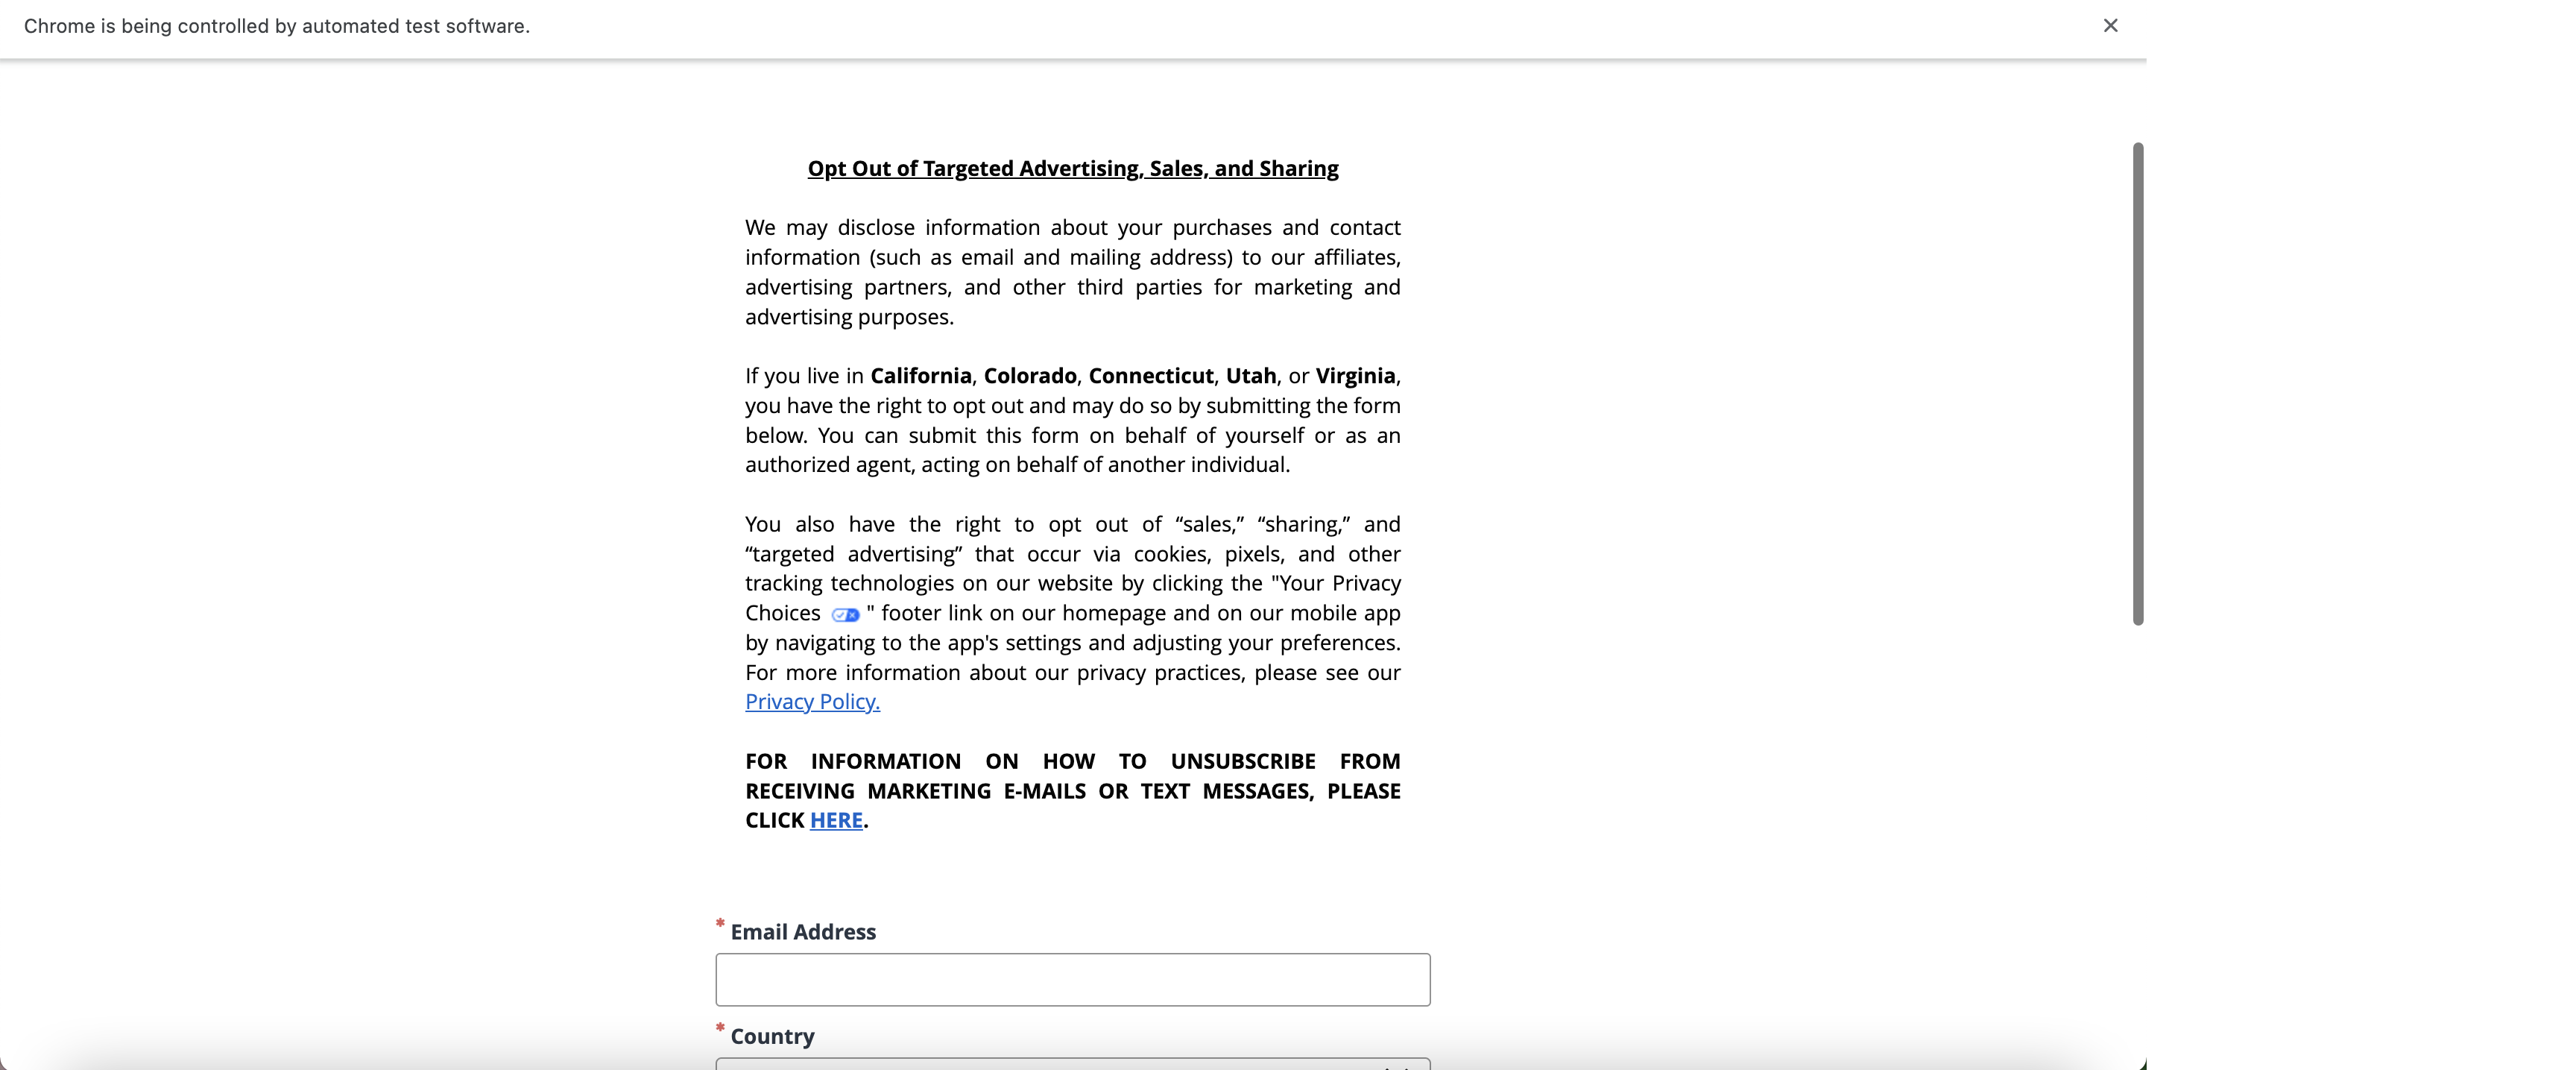 Chrome is being controlled by automated test software.
Opt Out of Targeted Advertising, Sales, and Sharing
We may disclose information about your purchases and contact
information (such as email and mailing address) to our affiliates,
advertising partners, and other third parties for marketing and
advertising purposes.
If you live in California, Colorado, Connecticut, Utah, or Virginia,
you have the right to opt out and may do so by submitting the form
below. You can submit this form on behalf of yourself or as an
authorized agent, acting on behalf of another individual.
You also have the right to opt out of “sales,” “sharing,” and
“targeted advertising” that occur via cookies, pixels, and other
tracking technologies on our website by clicking the "Your Privacy
Choices " footer link on our homepage and on our mobile app
by navigating to the app's settings and adjusting your preferences.
For more information about our privacy practices, please see our
Privacy Policy.
FOR INFORMATION ON HOW TO UNSUBSCRIBE FROM
RECEIVING MARKETING E-MAILS OR TEXT MESSAGES, PLEASE
CLICK HERE.
* Email Address
* Country